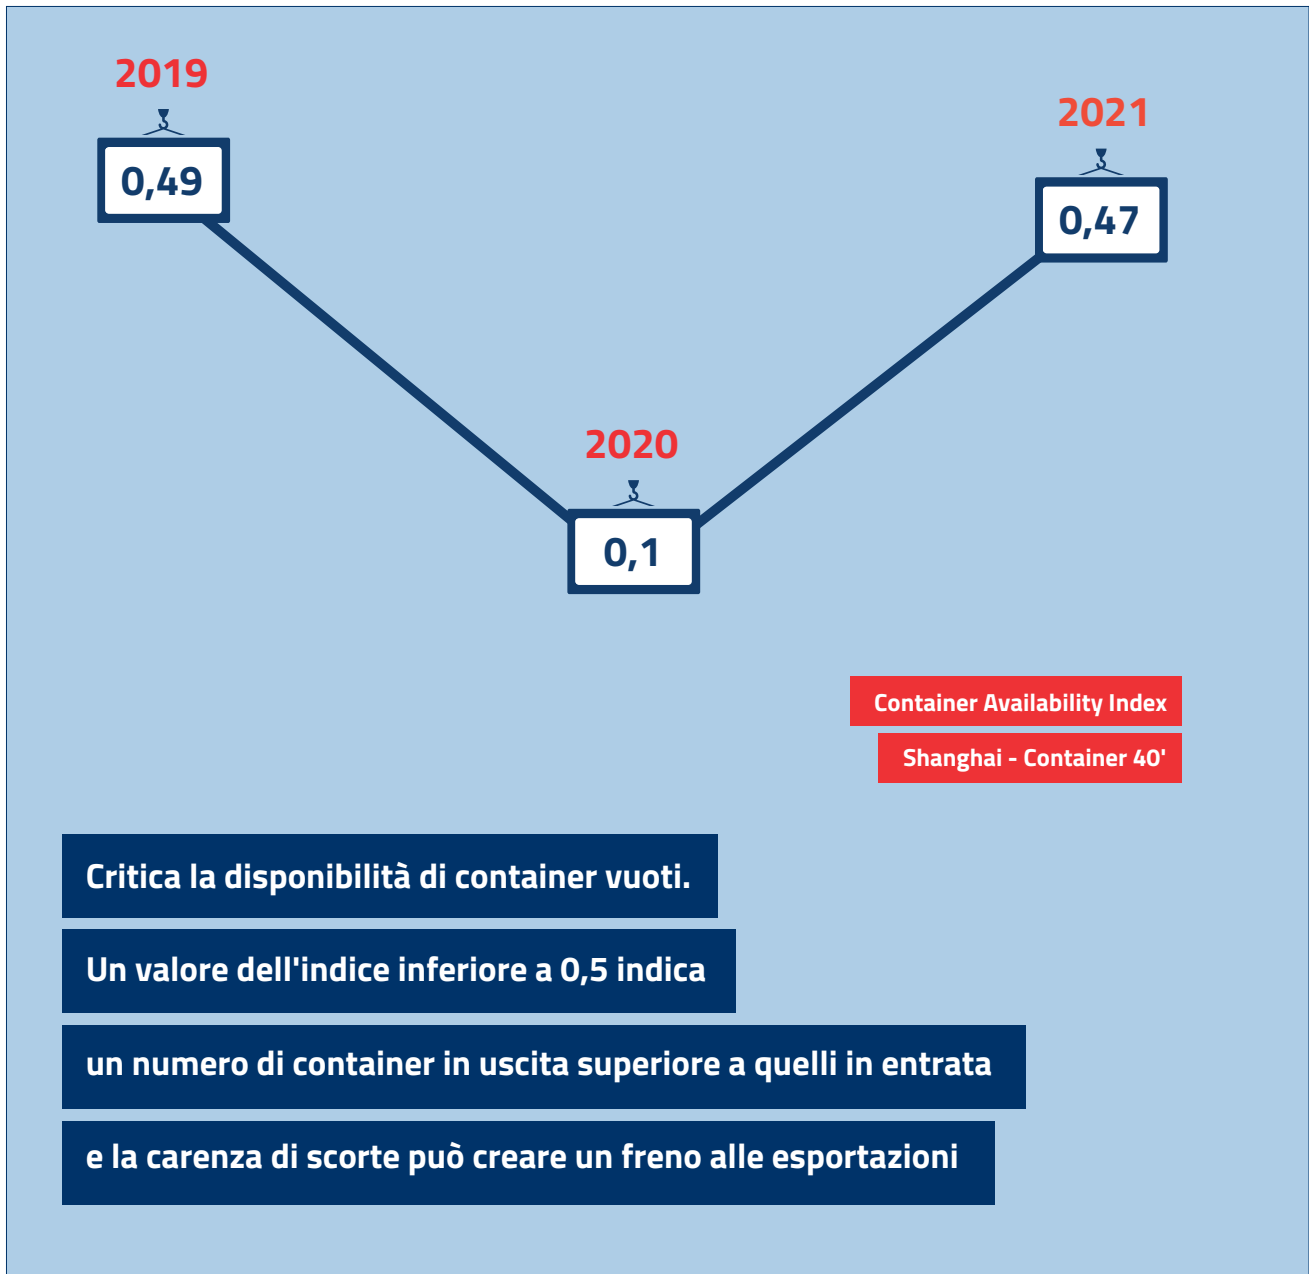 2019
0,49
2021
0,47
2020
0,1
Container Availability Index
Shanghai - Container 40'
Critica la disponibilità di container vuoti.
Un valore dell'indice inferiore a 0,5 indica
un numero di container in uscita superiore a quelli in entrata
e la carenza di scorte può creare un freno alle esportazioni